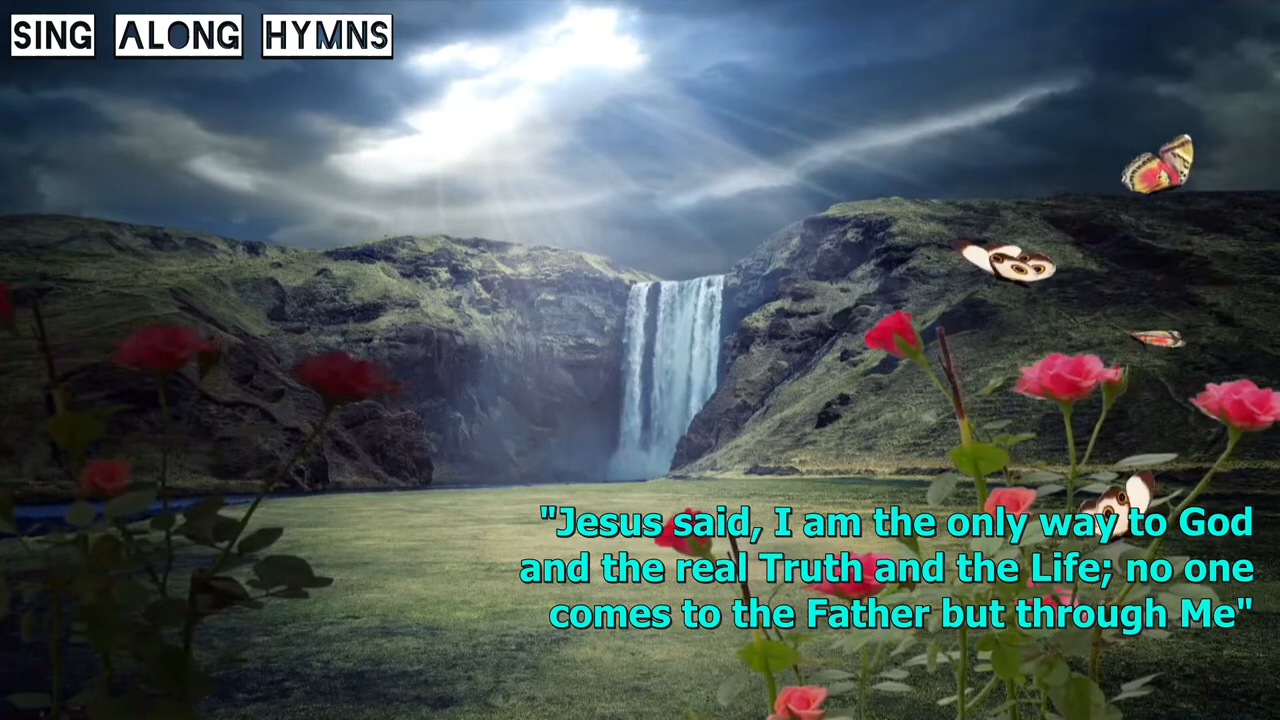 SING ALONG HYMNS
"Jesus said, I am the only way to God
and the real Truth and the Life; no one
comes to the Father but through Me"